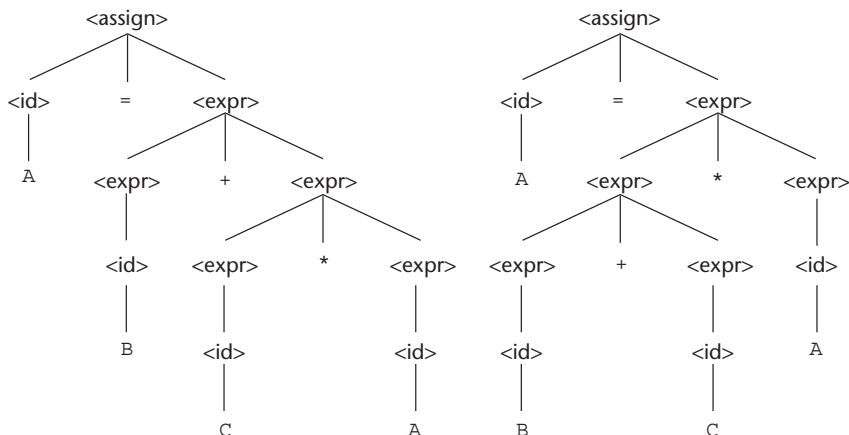 <assign> <assign>
<id> = <expr> <id> = <expr>
A <expr> + <expr> A <expr> * <expr>
<id> <expr> * <expr> <expr> + <expr> <id>
B <id> <id> <id> <id> A
C A B C